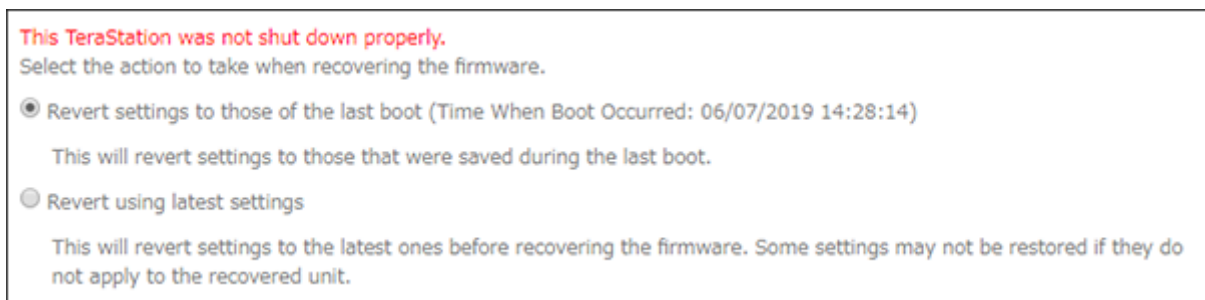 This TeraStation was not shut down properly.
Select the action to take when recovering the firmware.
Revert settings to those of the last boot (Time When Boot Occurred: 06/07/2019 14:28:14)
This will revert settings to those that were saved during the last boot.
Revert using latest settings
This will revert settings to the latest ones before recovering the firmware. Some settings may not be restored if they do
not apply to the recovered unit.